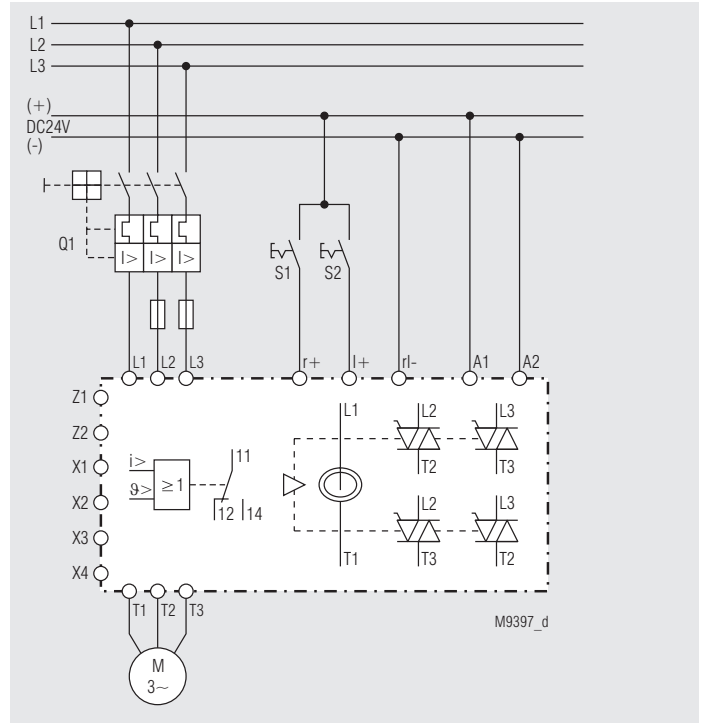 L1
L2
L3
(+)
DC24V
(-)
Q1
I> I> I>
S1 S2
L1 L2 L3 r+ l+ rl- A1 A2
Z1
Z2
X1
X2
X3
X4
i>
ϑ>
≥1
11
12 14
L1
T1
L2 L3
T2 T3
L2 L3
T3 T2
T1 T2 T3
M9397_d
M
3~